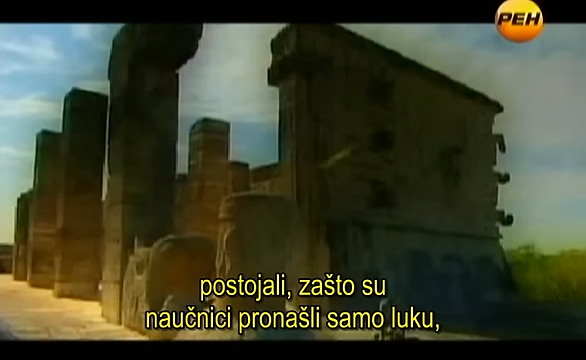 РЕН
postojali, zašto su
naučnici pronašli samo luku,